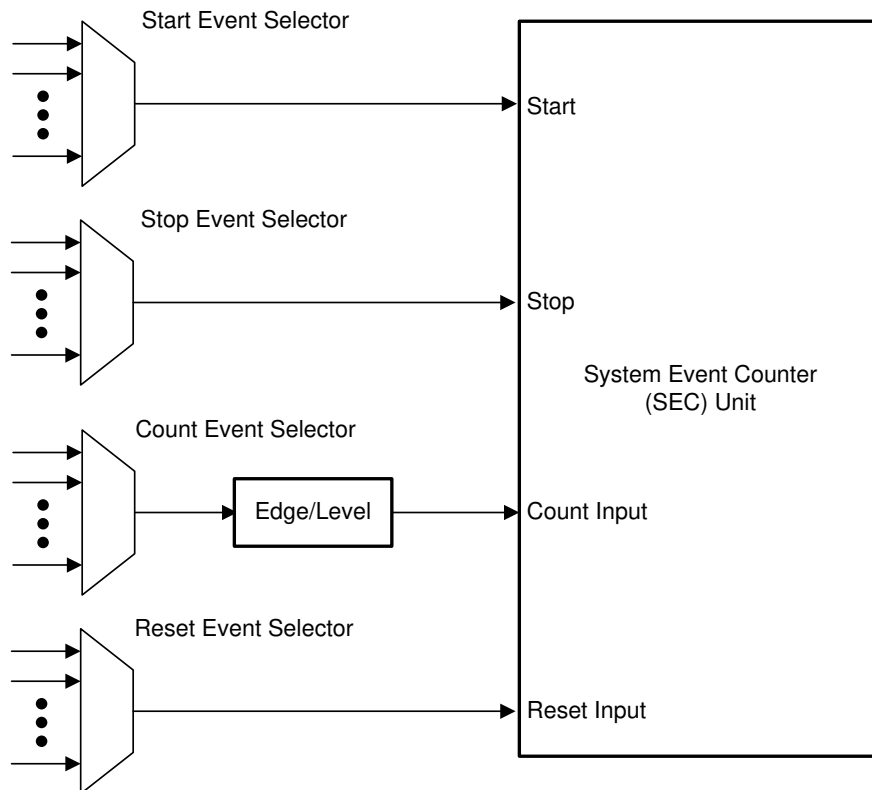 Start Event Selector
Start
Stop Event Selector
Stop
System Event Counter
(SEC) Unit
Count Event Selector
Edge/Level
Count Input
Reset Event Selector
Reset Input